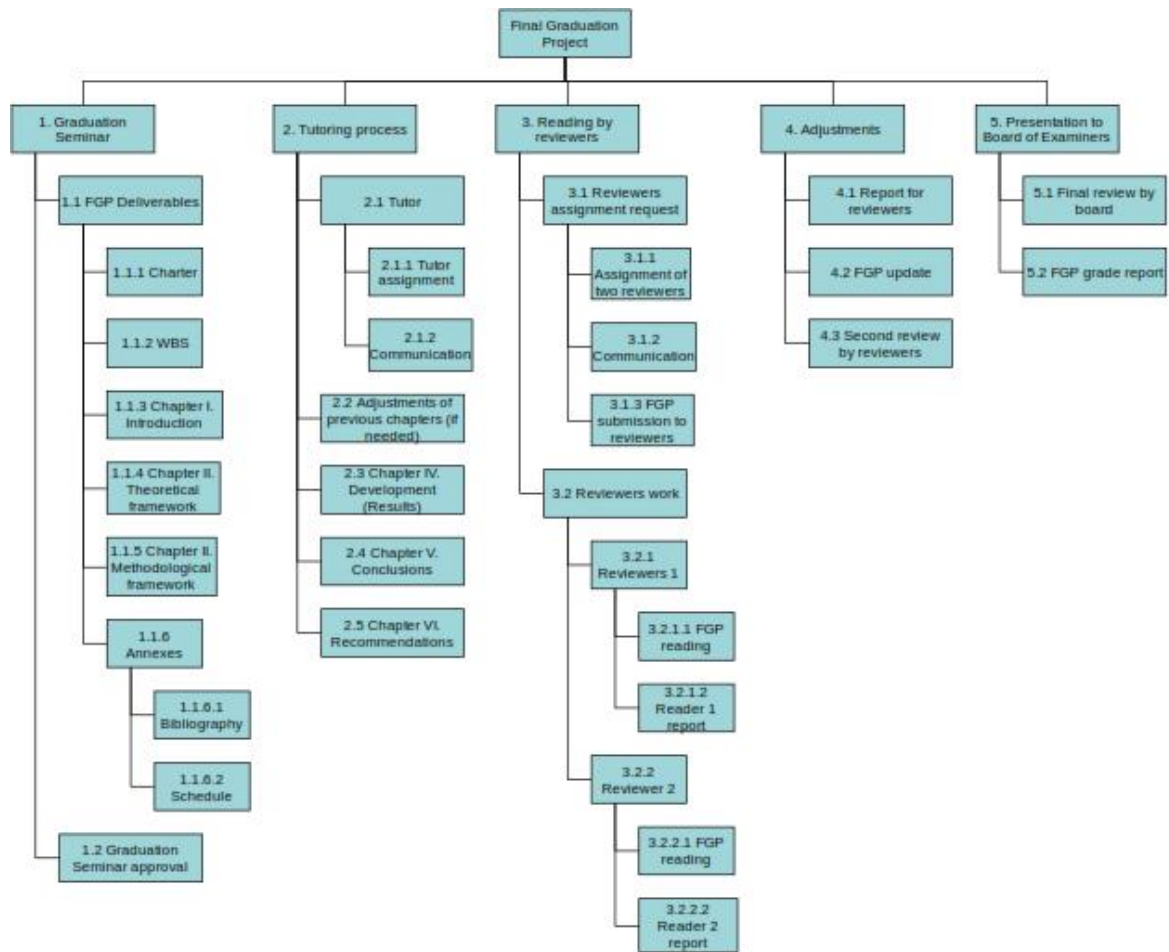 Final Graduation
Project
1. Graduation
Seminar
1.1 FGP Deliverables
1.1.1 Charter
1.1.2 WBS
1.1.3 Chapter I.
Introduction
1.1.4 Chapter II.
Theoretical
framework
1.1.5 Chapter II.
Methodological
framework
1.1.6
Annexes
1.1.6.1
Bibliography
1.1.6.2
Schedule
1.2 Graduation
Seminar approval
2. Tutoring process
2.1 Tutor
2.1.1 Tutor
assignment
2.1.2
Communication
2.2 Adjustments of
previous chapters (if
needed)
2.3 Chapter IV.
Development
(Results)
2.4 Chapter V.
Conclusions
2.5 Chapter VI.
Recommendations
3. Reading by
reviewers
3.1 Reviewers
assignment request
3.1.1
Assignment of
two reviewers
3.1.2
Communication
3.1.3 FGP
submission to
reviewers
3.2 Reviewers work
3.2.1
Reviewers 1
3.2.1.1 FGP
reading
3.2.1.2
Reader 1
report
3.2.2
Reviewer 2
3.2.2.1 FGP
reading
3.2.2.2
Reader 2
report
4. Adjustments
4.1 Report for
reviewers
4.2 FGP update
4.3 Second review
by reviewers
5. Presentation to
Board of Examiners
5.1 Final review by
board
5.2 FGP grade report